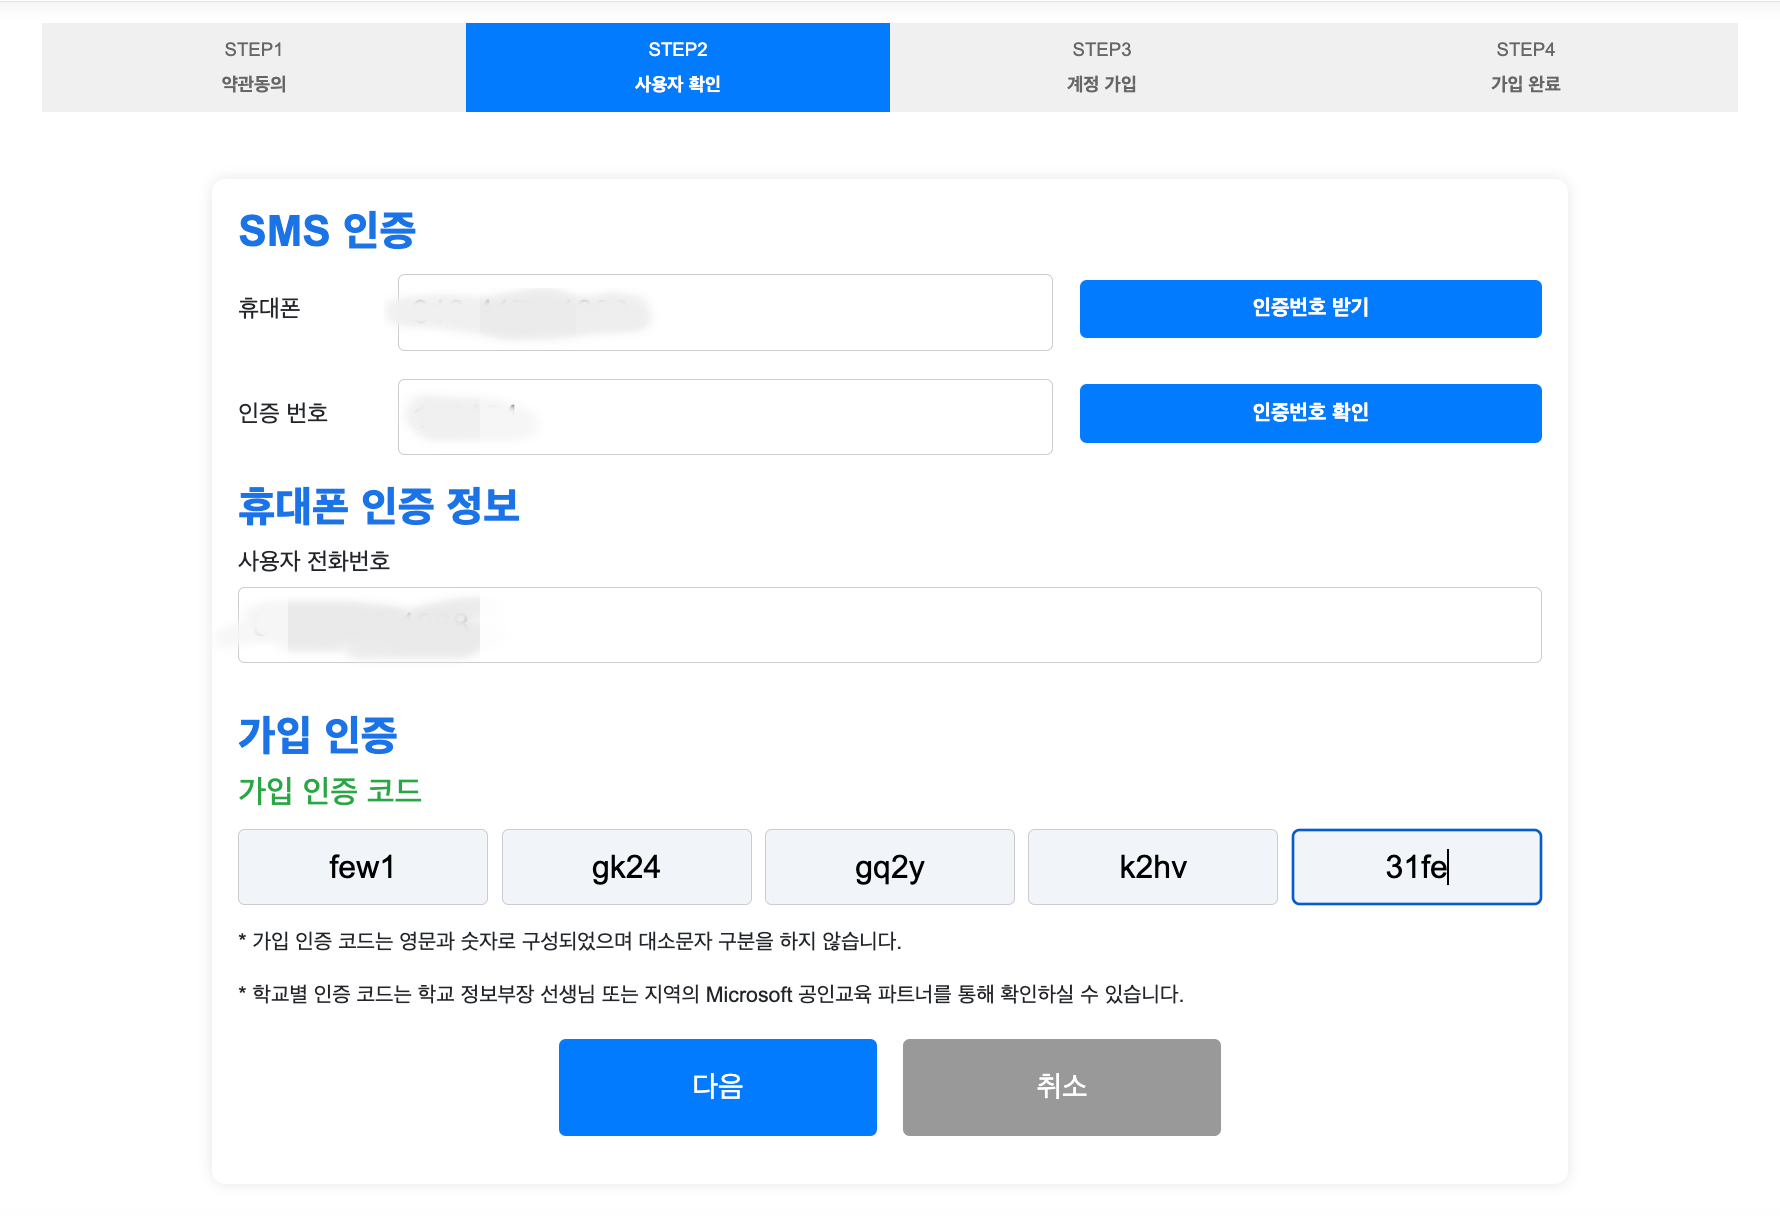 STEP1
약관동의
STEP2
사용자 확인
STEP3
계정 가입
STEP4
가입 완료
SMS 인증
휴대폰
인증번호 받기
인증 번호
인증번호 확인
휴대폰 인증 정보
사용자 전화번호
가입 인증
가입 인증 코드
few1 gk24 gq2y k2hv 31fe
* 가입 인증 코드는 영문과 숫자로 구성되었으며 대소문자 구분을 하지 않습니다.
* 학교별 인증 코드는 학교 정보부장 선생님 또는 지역의 Microsoft 공인교육 파트너를 통해 확인하실 수 있습니다.
다음 취소